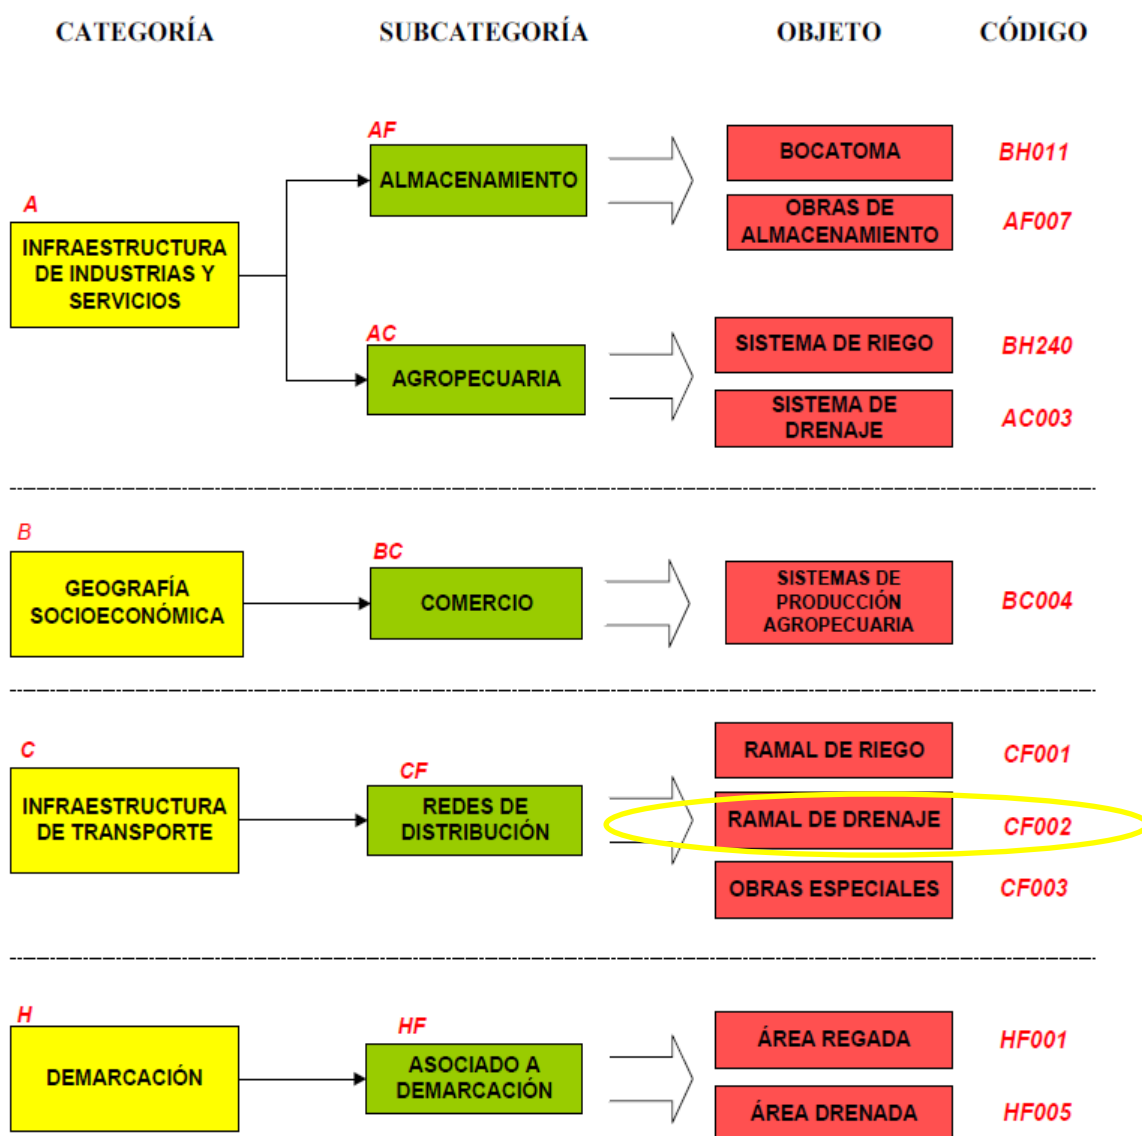 CATEGORÍA SUBCATEGORÍA OBJETO CÓDIGO
A
INFRAESTRUCTURA
DE INDUSTRIAS Y
SERVICIOS
AF
ALMACENAMIENTO
BOCATOMA BH011
OBRAS DE
ALMACENAMIENTO AF007
AC
AGROPECUARIA
SISTEMA DE RIEGO BH240
SISTEMA DE
DRENAJE AC003
B
GEOGRAFÍA
SOCIOECONÓMICA
BC
COMERCIO
SISTEMAS DE
PRODUCCIÓN
AGROPECUARIA BC004
C
INFRAESTRUCTURA
DE TRANSPORTE
CF
REDES DE
DISTRIBUCIÓN
RAMAL DE RIEGO CF001
RAMAL DE DRENAJE CF002
OBRAS ESPECIALES CF003
H
DEMARCACIÓN
HF
ASOCIADO A
DEMARCACIÓN
ÁREA REGADA HF001
ÁREA DRENADA HF005